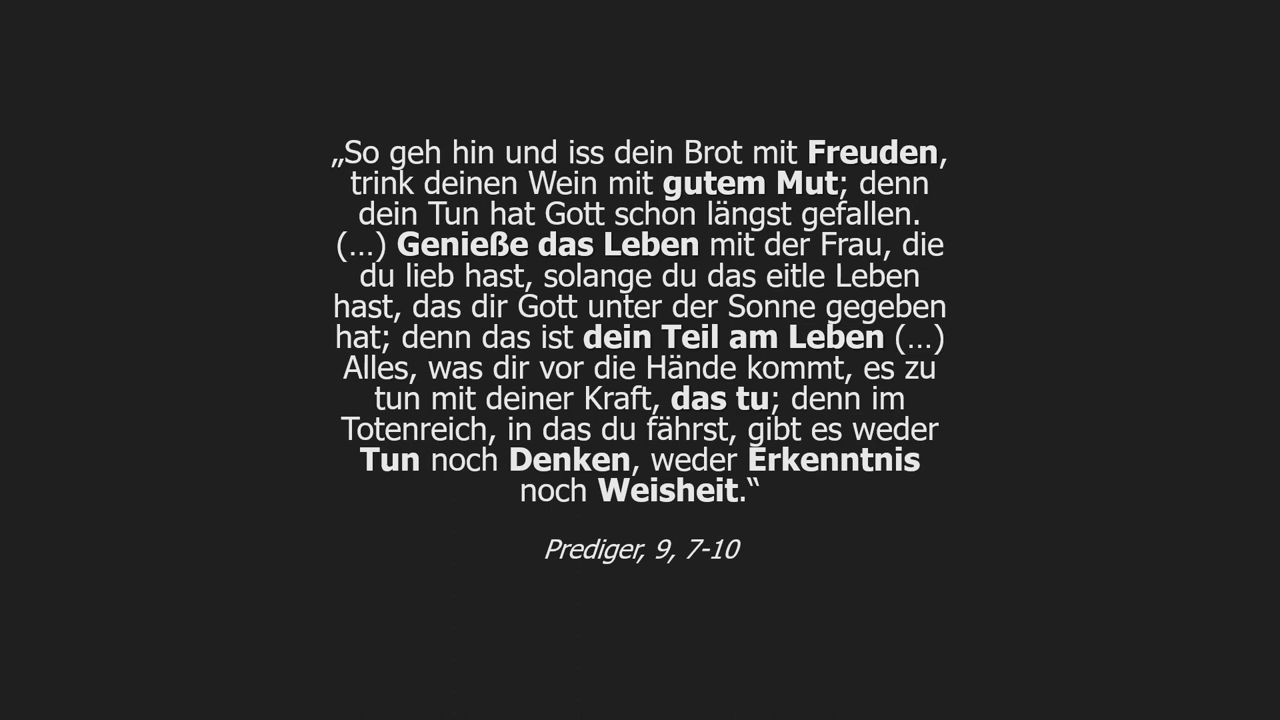 „So geh hin und iss dein Brot mit Freuden,
trink deinen Wein mit gutem Mut; denn
dein Tun hat Gott schon längst gefallen.
(...) Genieße das Leben mit der Frau, die
du lieb hast, solange du das eitle Leben
hast, das dir Gott unter der Sonne gegeben
hat; denn das ist dein Teil am Leben (...)
Alles, was dir vor die Hände kommt, es zu
tun mit deiner Kraft, das tu; denn im
Totenreich, in das du fährst, gibt es weder
Tun noch Denken, weder Erkenntnis
noch Weisheit.“
Prediger, 9, 7-10